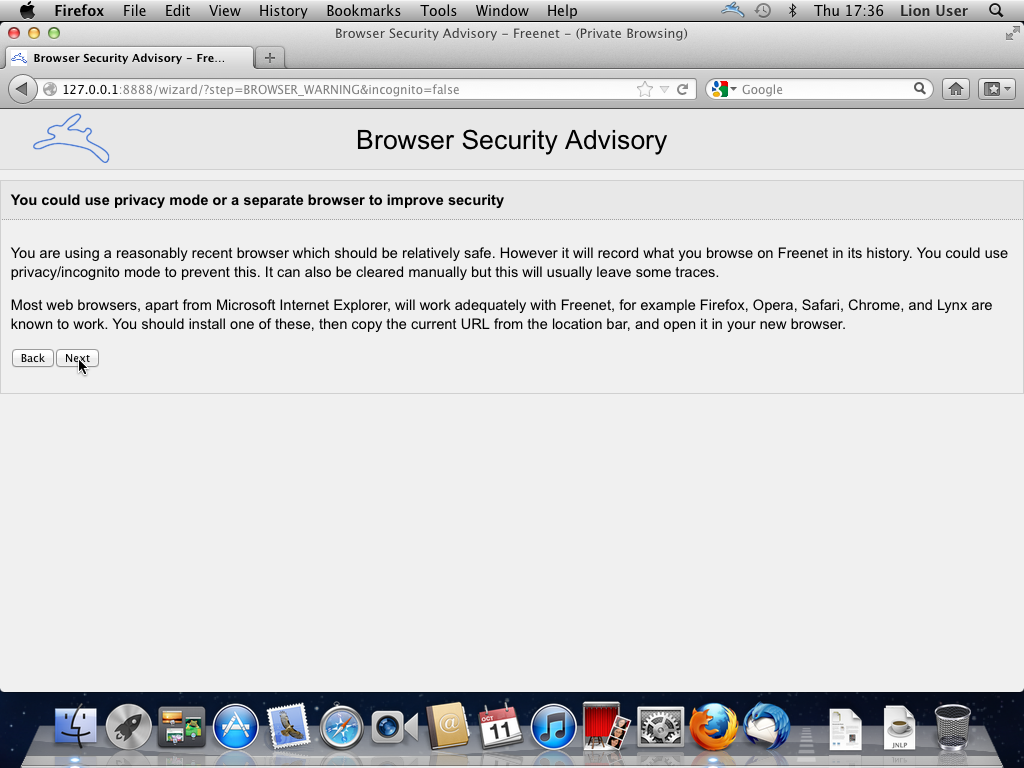 Firefox File Edit View History Bookmarks Tools Window Help Thu 17:36 Lion User
Browser Security Advisory – Freenet – (Private Browsing)
Browser Security Advisory – Fre...
127.0.0.1:8888/wizard/?step=BROWSER_WARNING&incognito=false
Google
Browser Security Advisory
You could use privacy mode or a separate browser to improve security
You are using a reasonably recent browser which should be relatively safe. However it will record what you browse on Freenet in its history. You could use
privacy/incognito mode to prevent this. It can also be cleared manually but this will usually leave some traces.
Most web browsers, apart from Microsoft Internet Explorer, will work adequately with Freenet, for example Firefox, Opera, Safari, Chrome, and Lynx are
known to work. You should install one of these, then copy the current URL from the location bar, and open it in your new browser.
Back Next
OCT
11
JNLP